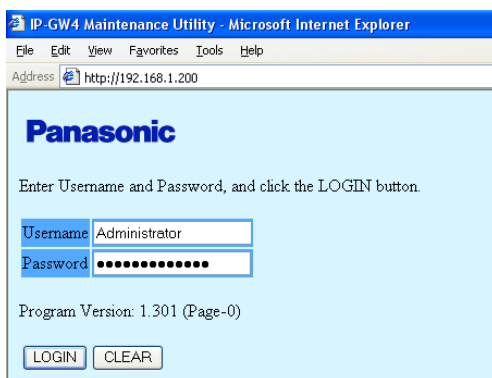 IP-GW4 Maintenance Utility - Microsoft Internet Explorer
File Edit View Favorites Tools Help
Address http://192.168.1.200
Panasonic
Enter Username and Password, and click the LOGIN button.
Username Administrator
Password •••••••••••••
Program Version: 1.301 (Page-0)
LOGIN CLEAR